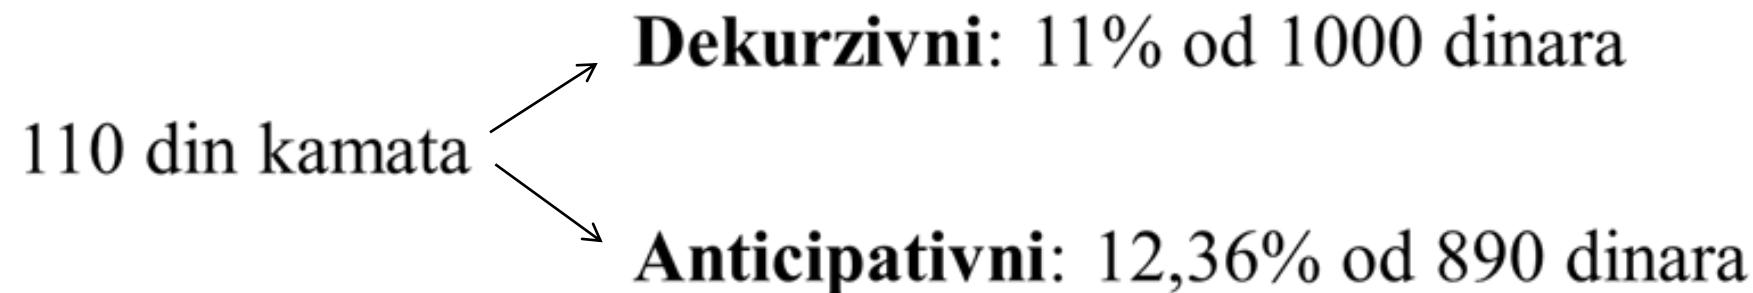 Dekurzivni: 11% od 1000 dinara
110 din kamata
Anticipativni: 12,36% od 890 dinara